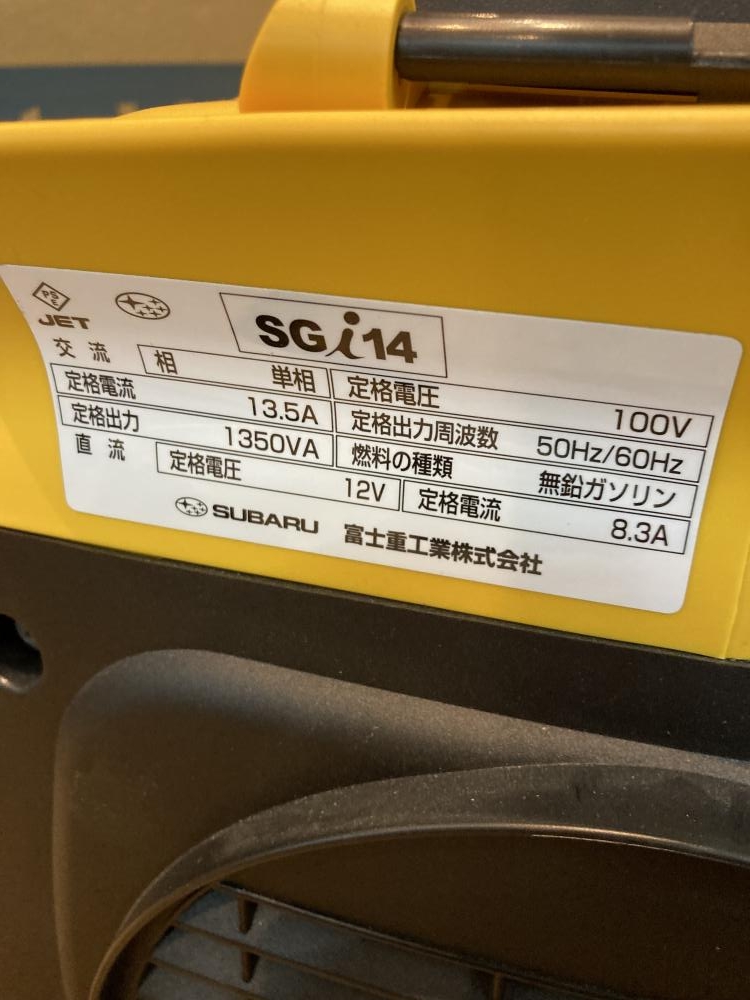 PSE
JET
SGi14
交流 相 単相 定格電圧 100V
定格電流 13.5A 定格出力周波数 50Hz/60Hz
定格出力 1350VA 燃料の種類 無鉛ガソリン
直流 定格電圧 12V 定格電流 8.3A
SUBARU 富士重工業株式会社